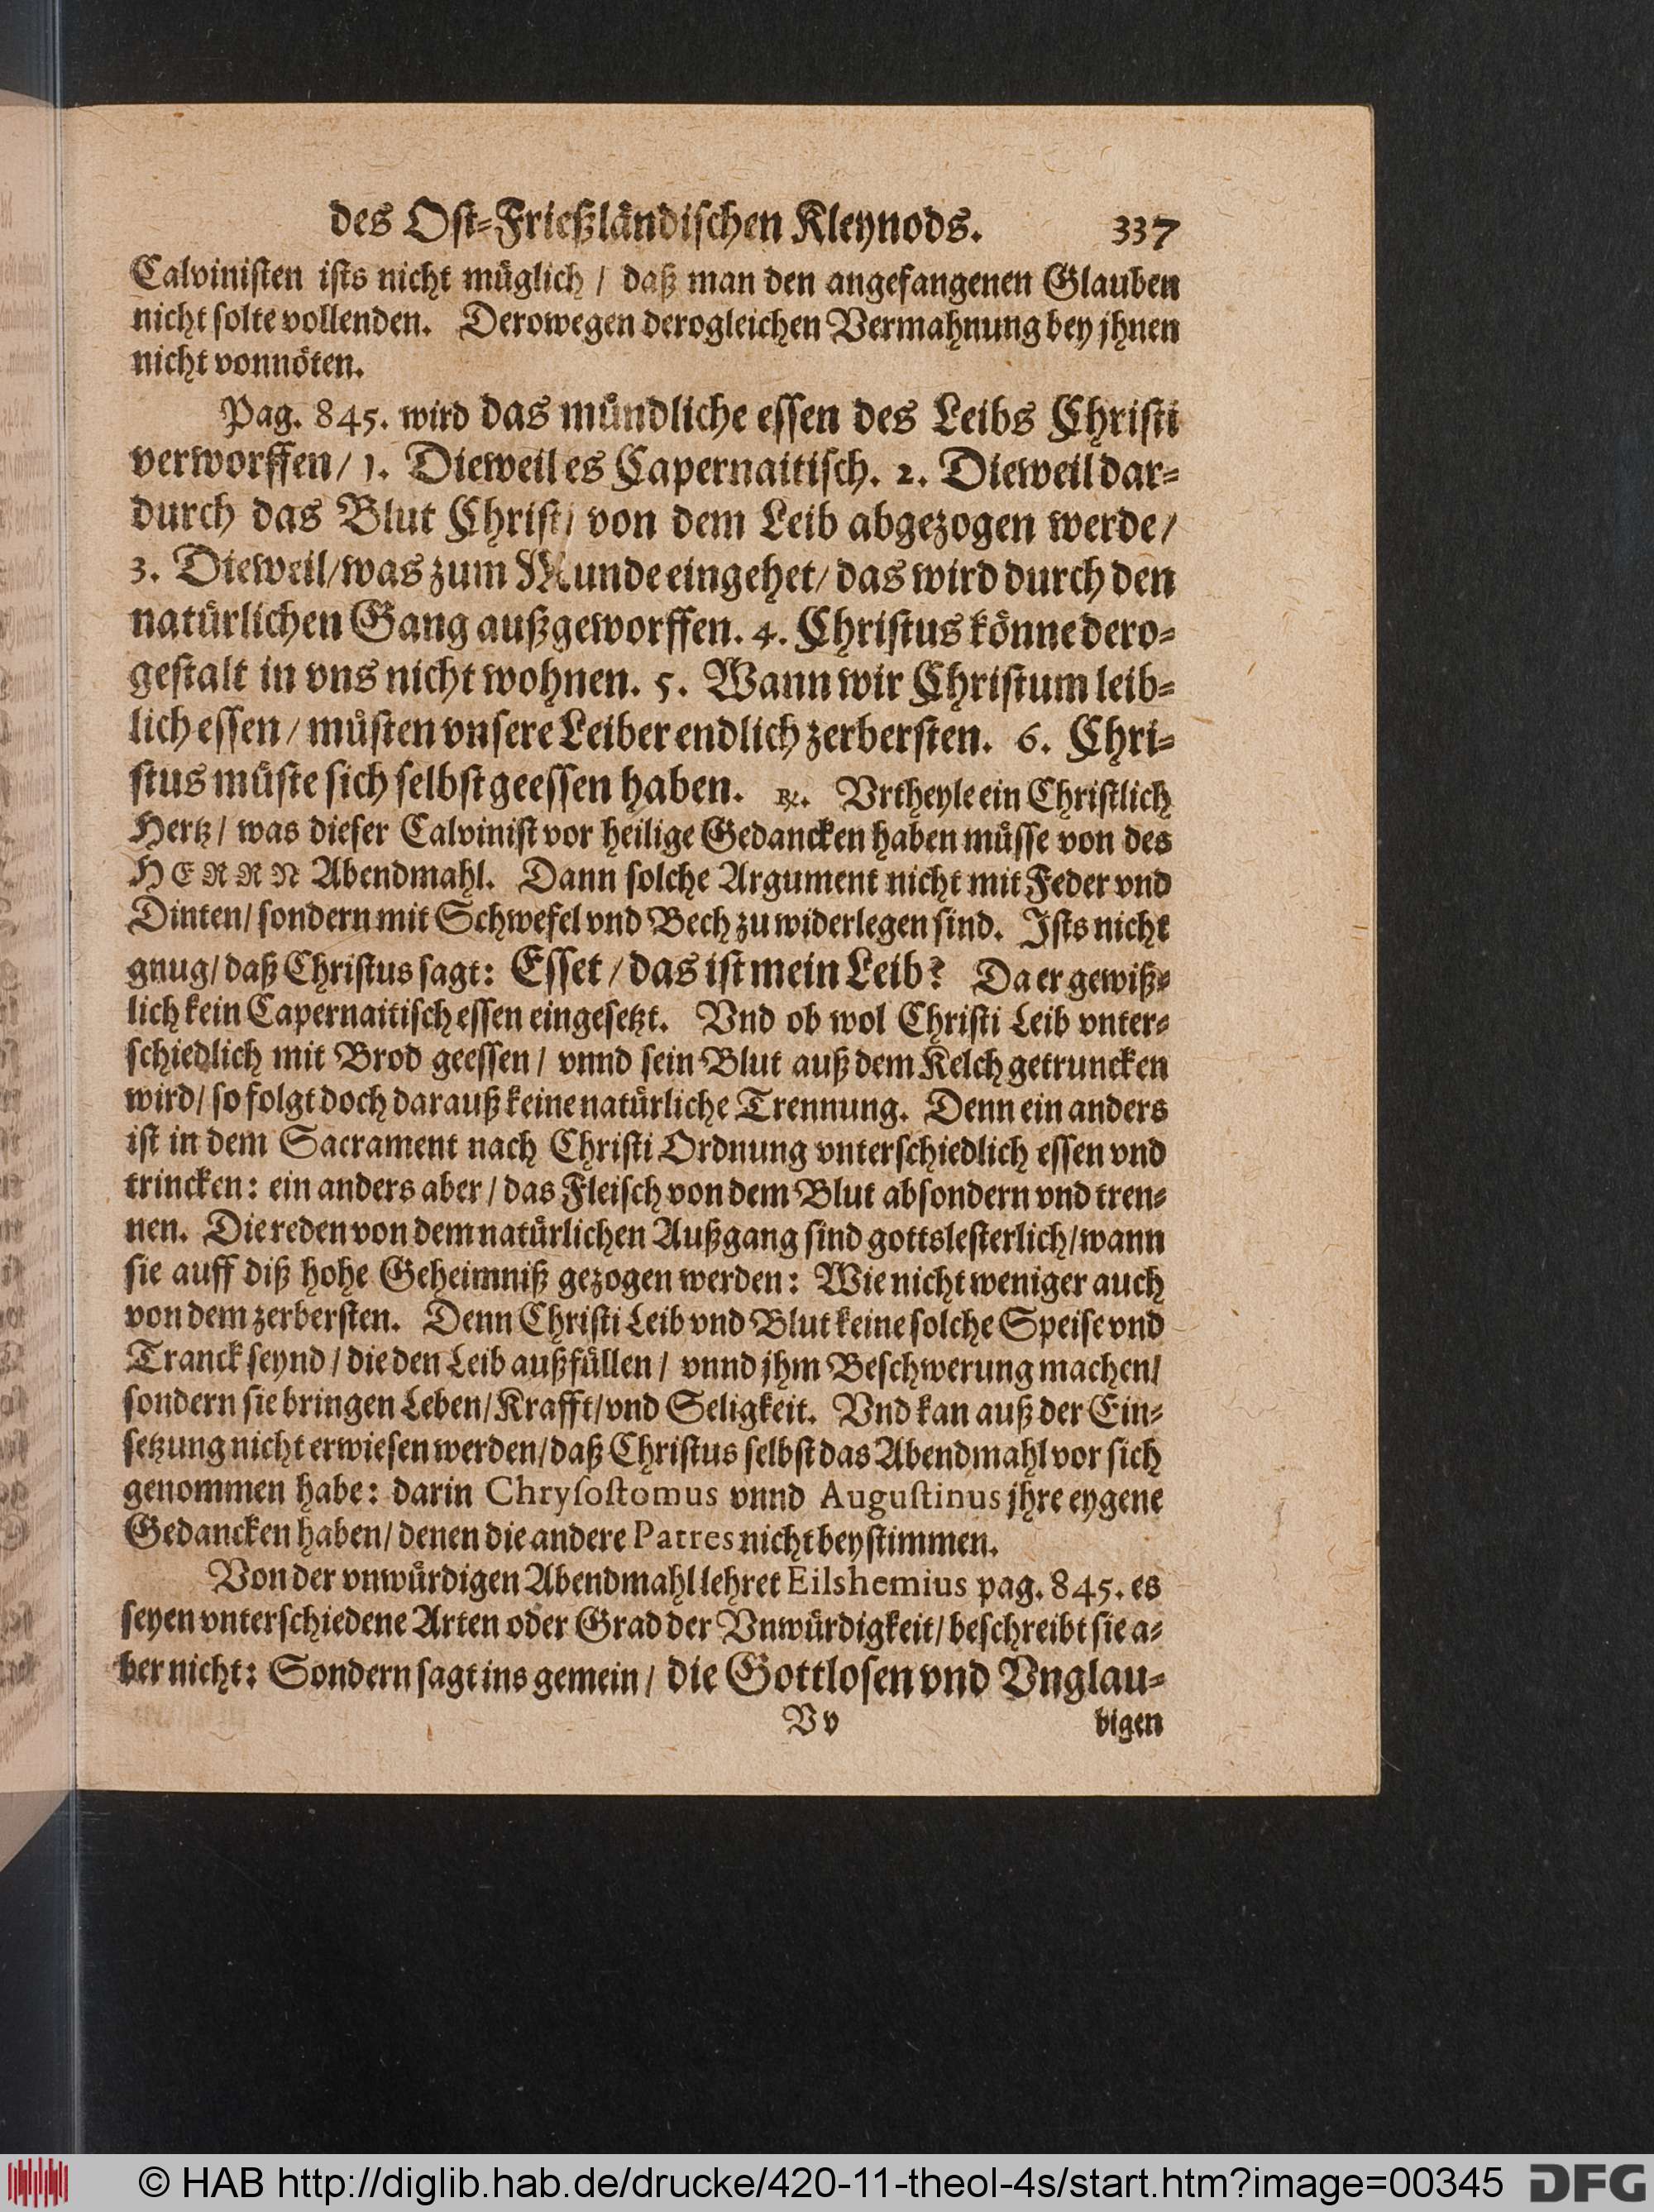 des Ost-Frießländischen Kleynods. 337
Calvinisten ists nicht müglich / daß man den angefangenen Glauben
nicht solte vollenden. Derowegen derogleichen Vermahnung bey jhnen
nicht vonnöten.
Pag. 845. wird das mündliche essen des Leibs Christi
verworffen/ 1. Dieweil es Capernaitisch. 2. Dieweil dar-
durch das Blut Christi von dem Leib abgezogen werde/
3. Dieweil/was zum Munde eingehet/ das wird durch den
natürlichen Gang außgeworffen. 4. Christus könne dero-
gestalt in vns nicht wohnen. 5. Wann wir Christum leib-
lich essen / müsten vnsere Leiber endlich zerbersten. 6. Chri-
stus müste sich selbst geessen haben. ꝶ. Vrtheyle ein Christlich
Hertz / was dieser Calvinist vor heilige Gedancken haben müsse von des
HERRN Abendmahl. Dann solche Argument nicht mit Feder vnd
Dinten/ sondern mit Schwefel vnd Bech zu widerlegen sind. Ists nicht
gnug/ daß Christus sagt: Esset / das ist mein Leib? Da er gewiß-
lich kein Capernaitisch essen eingesetzt. Vnd ob wol Christi Leib vnter-
schiedlich mit Brod geessen / vnnd sein Blut auß dem Kelch getruncken
wird/ so folgt doch darauß keine natürliche Trennung. Denn ein anders
ist in dem Sacrament nach Christi Ordnung vnterschiedlich essen vnd
trincken: ein anders aber / das Fleisch von dem Blut absondern vnd tren-
nen. Die reden von dem natürlichen Außgang sind gottslesterlich/wann
sie auff diß hohe Geheimniß gezogen werden: Wie nicht weniger auch
von dem zerbersten. Denn Christi Leib vnd Blut keine solche Speise vnd
Tranck seynd / die den Leib außfüllen / vnnd jhm Beschwerung machen/
sondern sie bringen Leben/Krafft/vnd Seligkeit. Vnd kan auß der Ein-
setzung nicht erwiesen werden/daß Christus selbst das Abendmahl vor sich
genommen habe: darin Chrysostomus vnnd Augustinus jhre eygene
Gedancken haben/ denen die andere Patres nicht beystimmen.
Von der vnwürdigen Abendmahl lehret Eilshemius pag. 845. es
seyen vnterschiedene Arten oder Grad der Vnwürdigkeit/ beschreibt sie a-
ber nicht: Sondern sagt ins gemein / die Gottlosen vnd Vnglau-
Vv bigen
© HAB http://diglib.hab.de/drucke/420-11-theol-4s/start.htm?image=00345 DFG